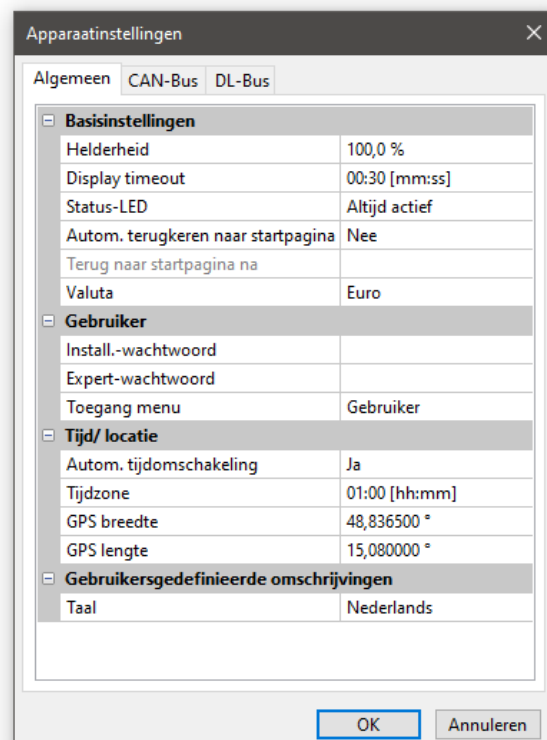 Apparaatinstellingen
Algemeen CAN-Bus DL-Bus
Basisinstellingen
Helderheid 100,0 %
Display timeout 00:30 [mm:ss]
Status-LED Altijd actief
Autom. terugkeren naar startpagina Nee
Terug naar startpagina na
Valuta Euro
Gebruiker
Install.-wachtwoord
Expert-wachtwoord
Toegang menu Gebruiker
Tijd/ locatie
Autom. tijdomschakeling Ja
Tijdzone 01:00 [hh:mm]
GPS breedte 48,836500 °
GPS lengte 15,080000 °
Gebruikersgedefinieerde omschrijvingen
Taal Nederlands
OK Annuleren